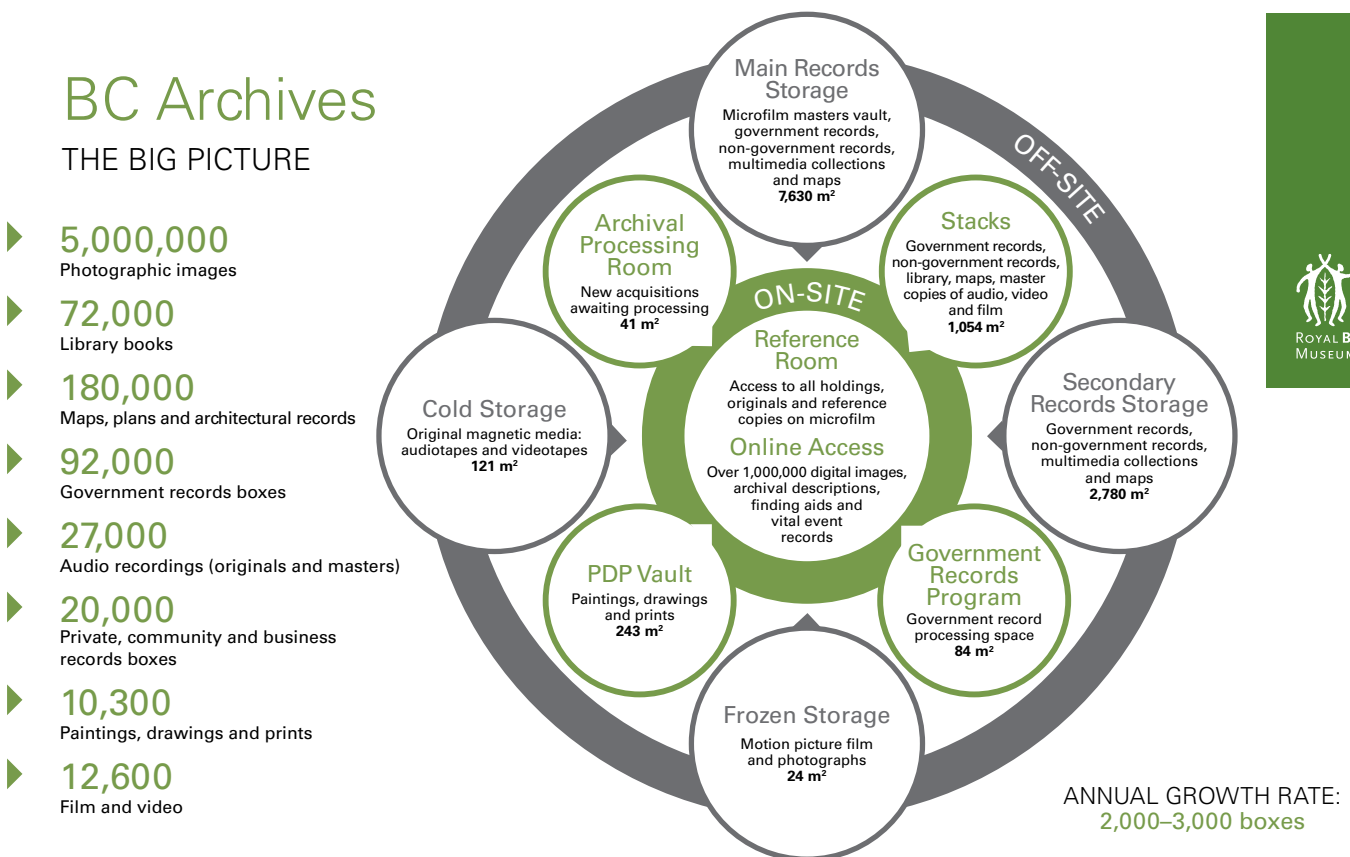 BC Archives
THE BIG PICTURE
5,000,000
Photographic images
72,000
Library books
180,000
Maps, plans and architectural records
92,000
Government records boxes
27,000
Audio recordings (originals and masters)
20,000
Private, community and business
records boxes
10,300
Paintings, drawings and prints
12,600
Film and video
Main Records
Storage
Microfilm masters vault,
government records,
non-government records,
multimedia collections
and maps
7,630 m²
OFF-SITE
Archival
Processing
Room
New acquisitions
awaiting processing
41 m²
Stacks
Government records,
non-government records,
library, maps, master
copies of audio, video
and film
1,054 m²
ON-SITE
Reference
Room
Access to all holdings,
originals and reference
copies on microfilm
Online Access
Over 1,000,000 digital images,
archival descriptions,
finding aids and
vital event
records
Cold Storage
Original magnetic media:
audiotapes and videotapes
121 m²
Secondary
Records Storage
Government records,
non-government records,
multimedia collections
and maps
2,780 m²
PDP Vault
Paintings, drawings
and prints
243 m²
Government
Records
Program
Government record
processing space
84 m²
Frozen Storage
Motion picture film
and photographs
24 m²
ROYAL B
MUSEUM
ANNUAL GROWTH RATE:
2,000–3,000 boxes